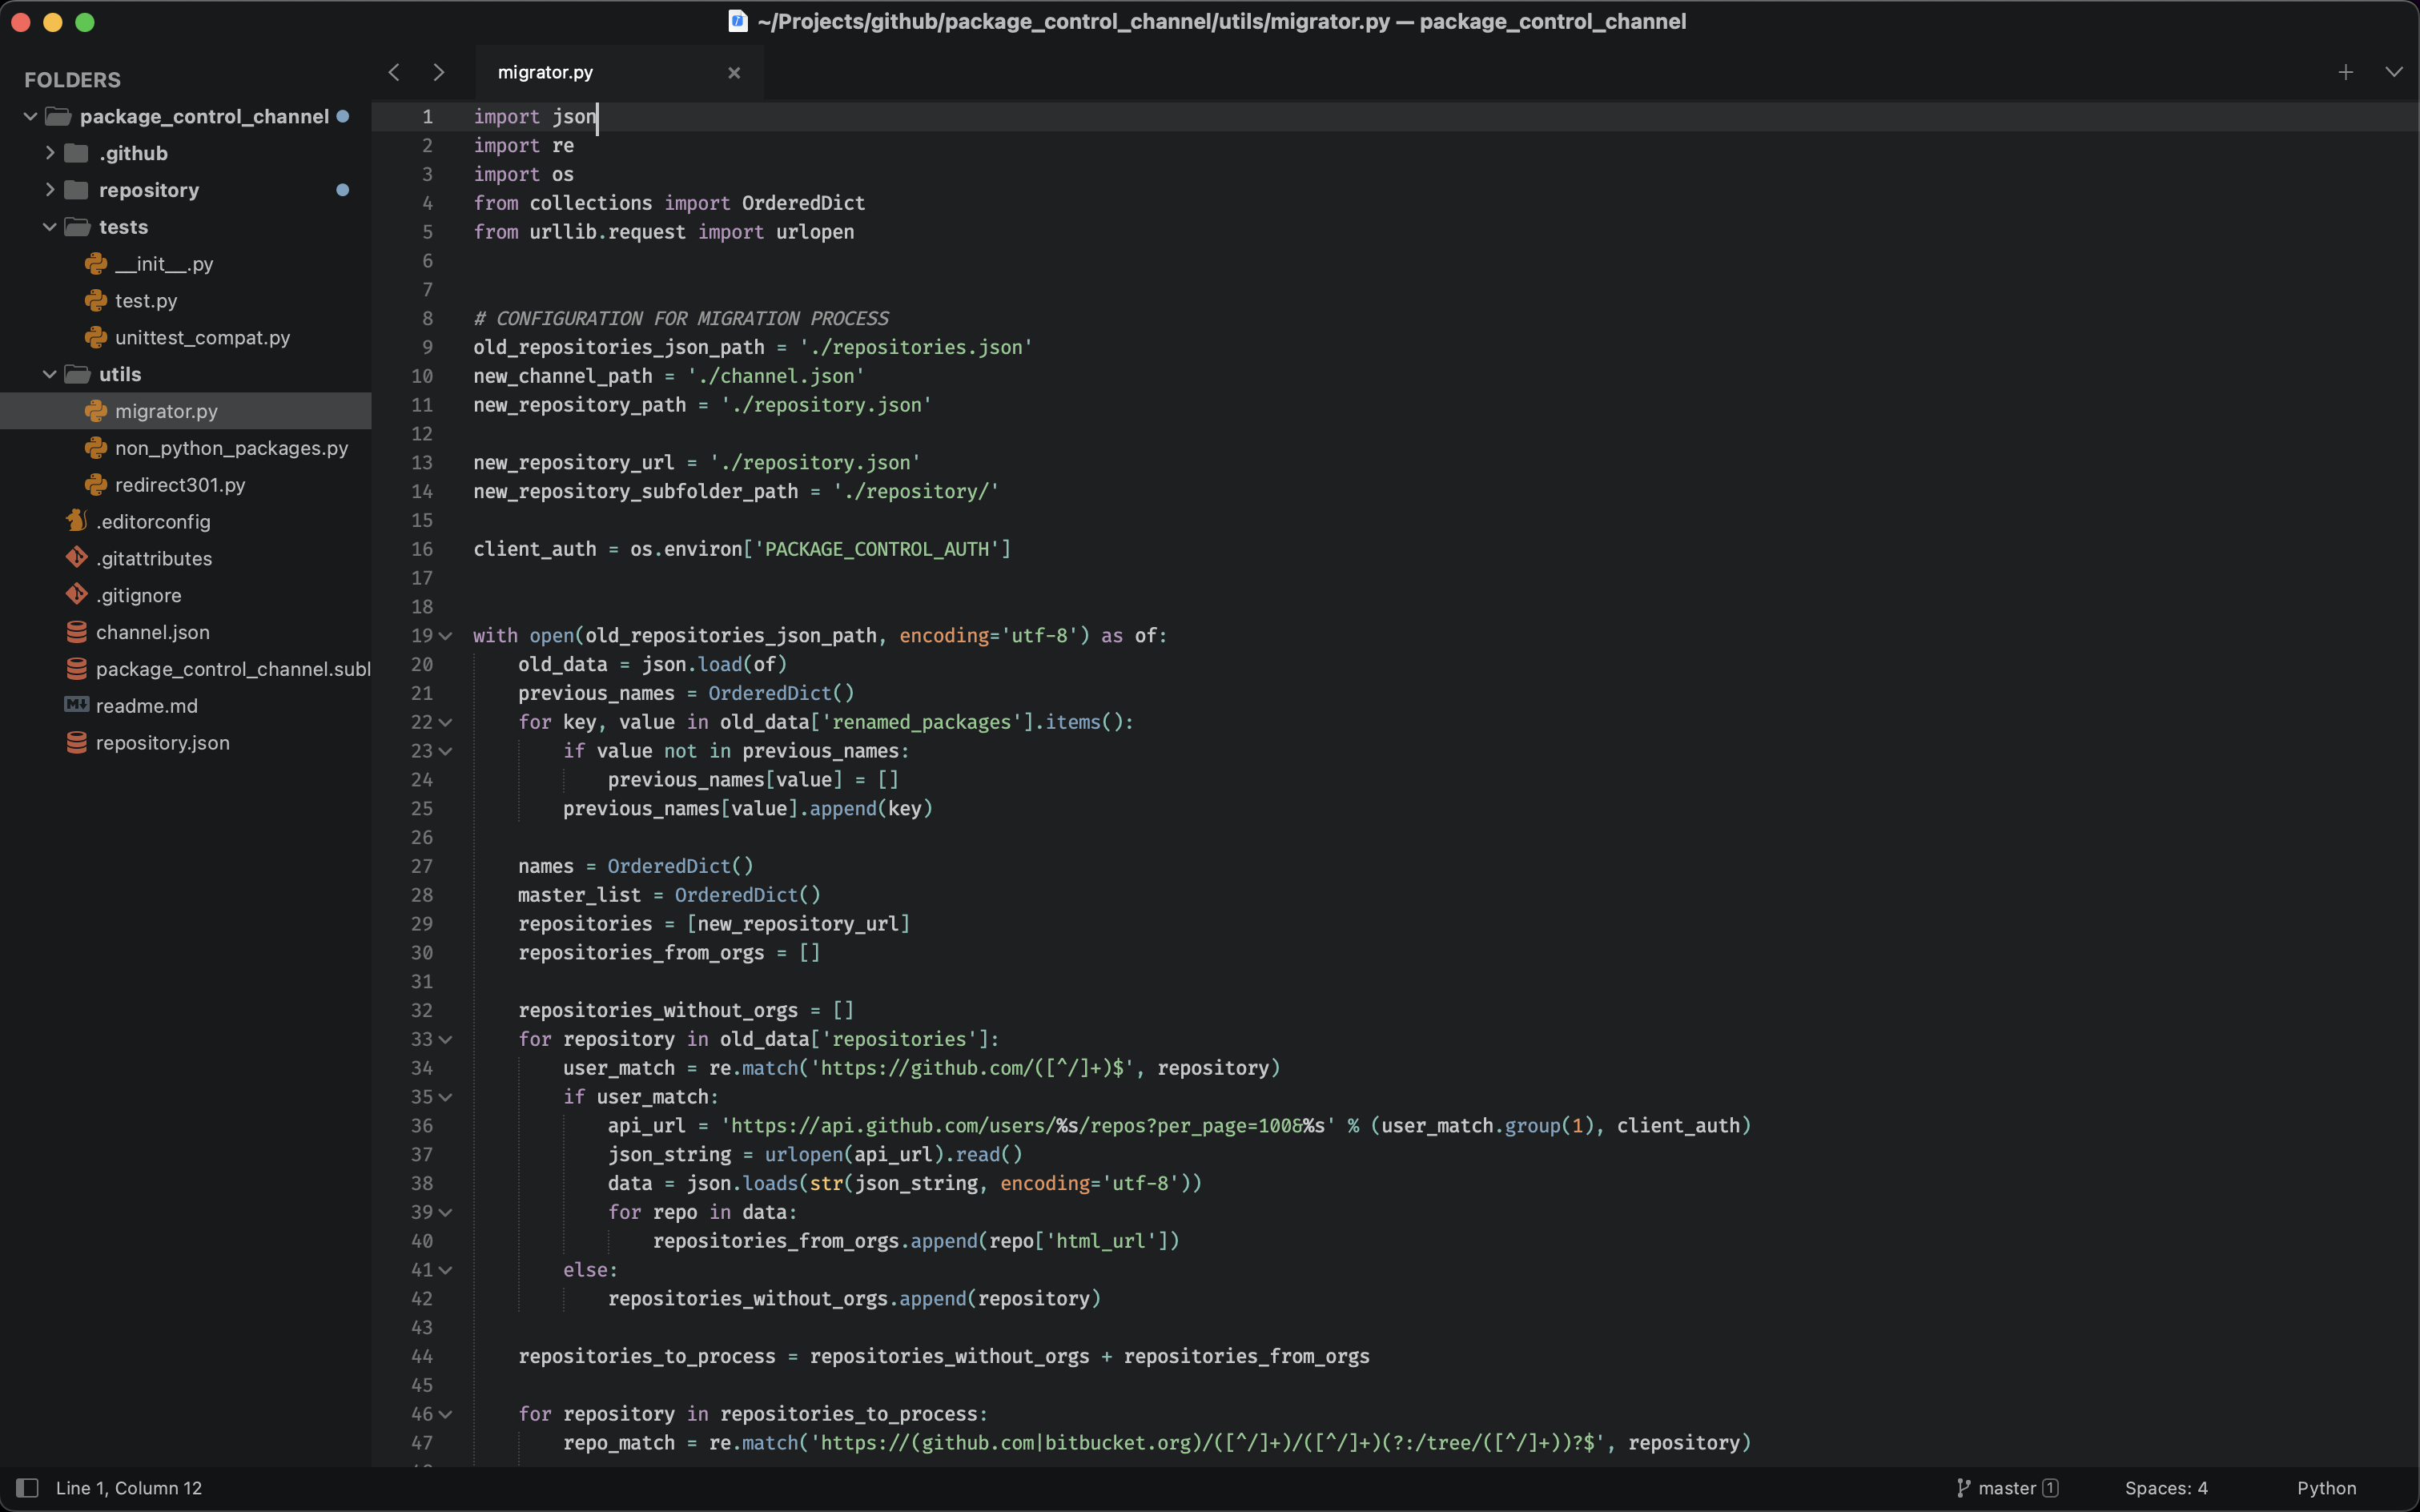 ~/Projects/github/package_control_channel/utils/migrator.py — package_control_channel
FOLDERS
package_control_channel
.github
repository
tests
__init__.py
test.py
unittest_compat.py
utils
migrator.py
non_python_packages.py
redirect301.py
.editorconfig
.gitattributes
.gitignore
channel.json
package_control_channel.subl
readme.md
repository.json
migrator.py
1 import json
2 import re
3 import os
4 from collections import OrderedDict
5 from urllib.request import urlopen
6
7
8 # CONFIGURATION FOR MIGRATION PROCESS
9 old_repositories_json_path = './repositories.json'
10 new_channel_path = './channel.json'
11 new_repository_path = './repository.json'
12
13 new_repository_url = './repository.json'
14 new_repository_subfolder_path = './repository/'
15
16 client_auth = os.environ['PACKAGE_CONTROL_AUTH']
17
18
19 with open(old_repositories_json_path, encoding='utf-8') as of:
20     old_data = json.load(of)
21     previous_names = OrderedDict()
22     for key, value in old_data['renamed_packages'].items():
23         if value not in previous_names:
24             previous_names[value] = []
25         previous_names[value].append(key)
26
27     names = OrderedDict()
28     master_list = OrderedDict()
29     repositories = [new_repository_url]
30     repositories_from_orgs = []
31
32     repositories_without_orgs = []
33     for repository in old_data['repositories']:
34         user_match = re.match('https://github.com/([^/]+)$', repository)
35         if user_match:
36             api_url = 'https://api.github.com/users/%s/repos?per_page=100&%s' % (user_match.group(1), client_auth)
37             json_string = urlopen(api_url).read()
38             data = json.loads(str(json_string, encoding='utf-8'))
39             for repo in data:
40                 repositories_from_orgs.append(repo['html_url'])
41         else:
42             repositories_without_orgs.append(repository)
43
44     repositories_to_process = repositories_without_orgs + repositories_from_orgs
45
46     for repository in repositories_to_process:
47         repo_match = re.match('https://(github.com|bitbucket.org)/([^/]+)/([^/]+)(?:/tree/([^/]+))?$', repository)
Line 1, Column 12
master 1
Spaces: 4
Python